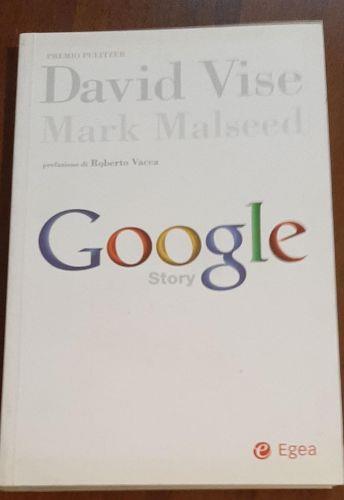 PREMIO PULITZER
David Vise
Mark Malseed
prefazione di Roberto Vacca
Google
Story
e Egea